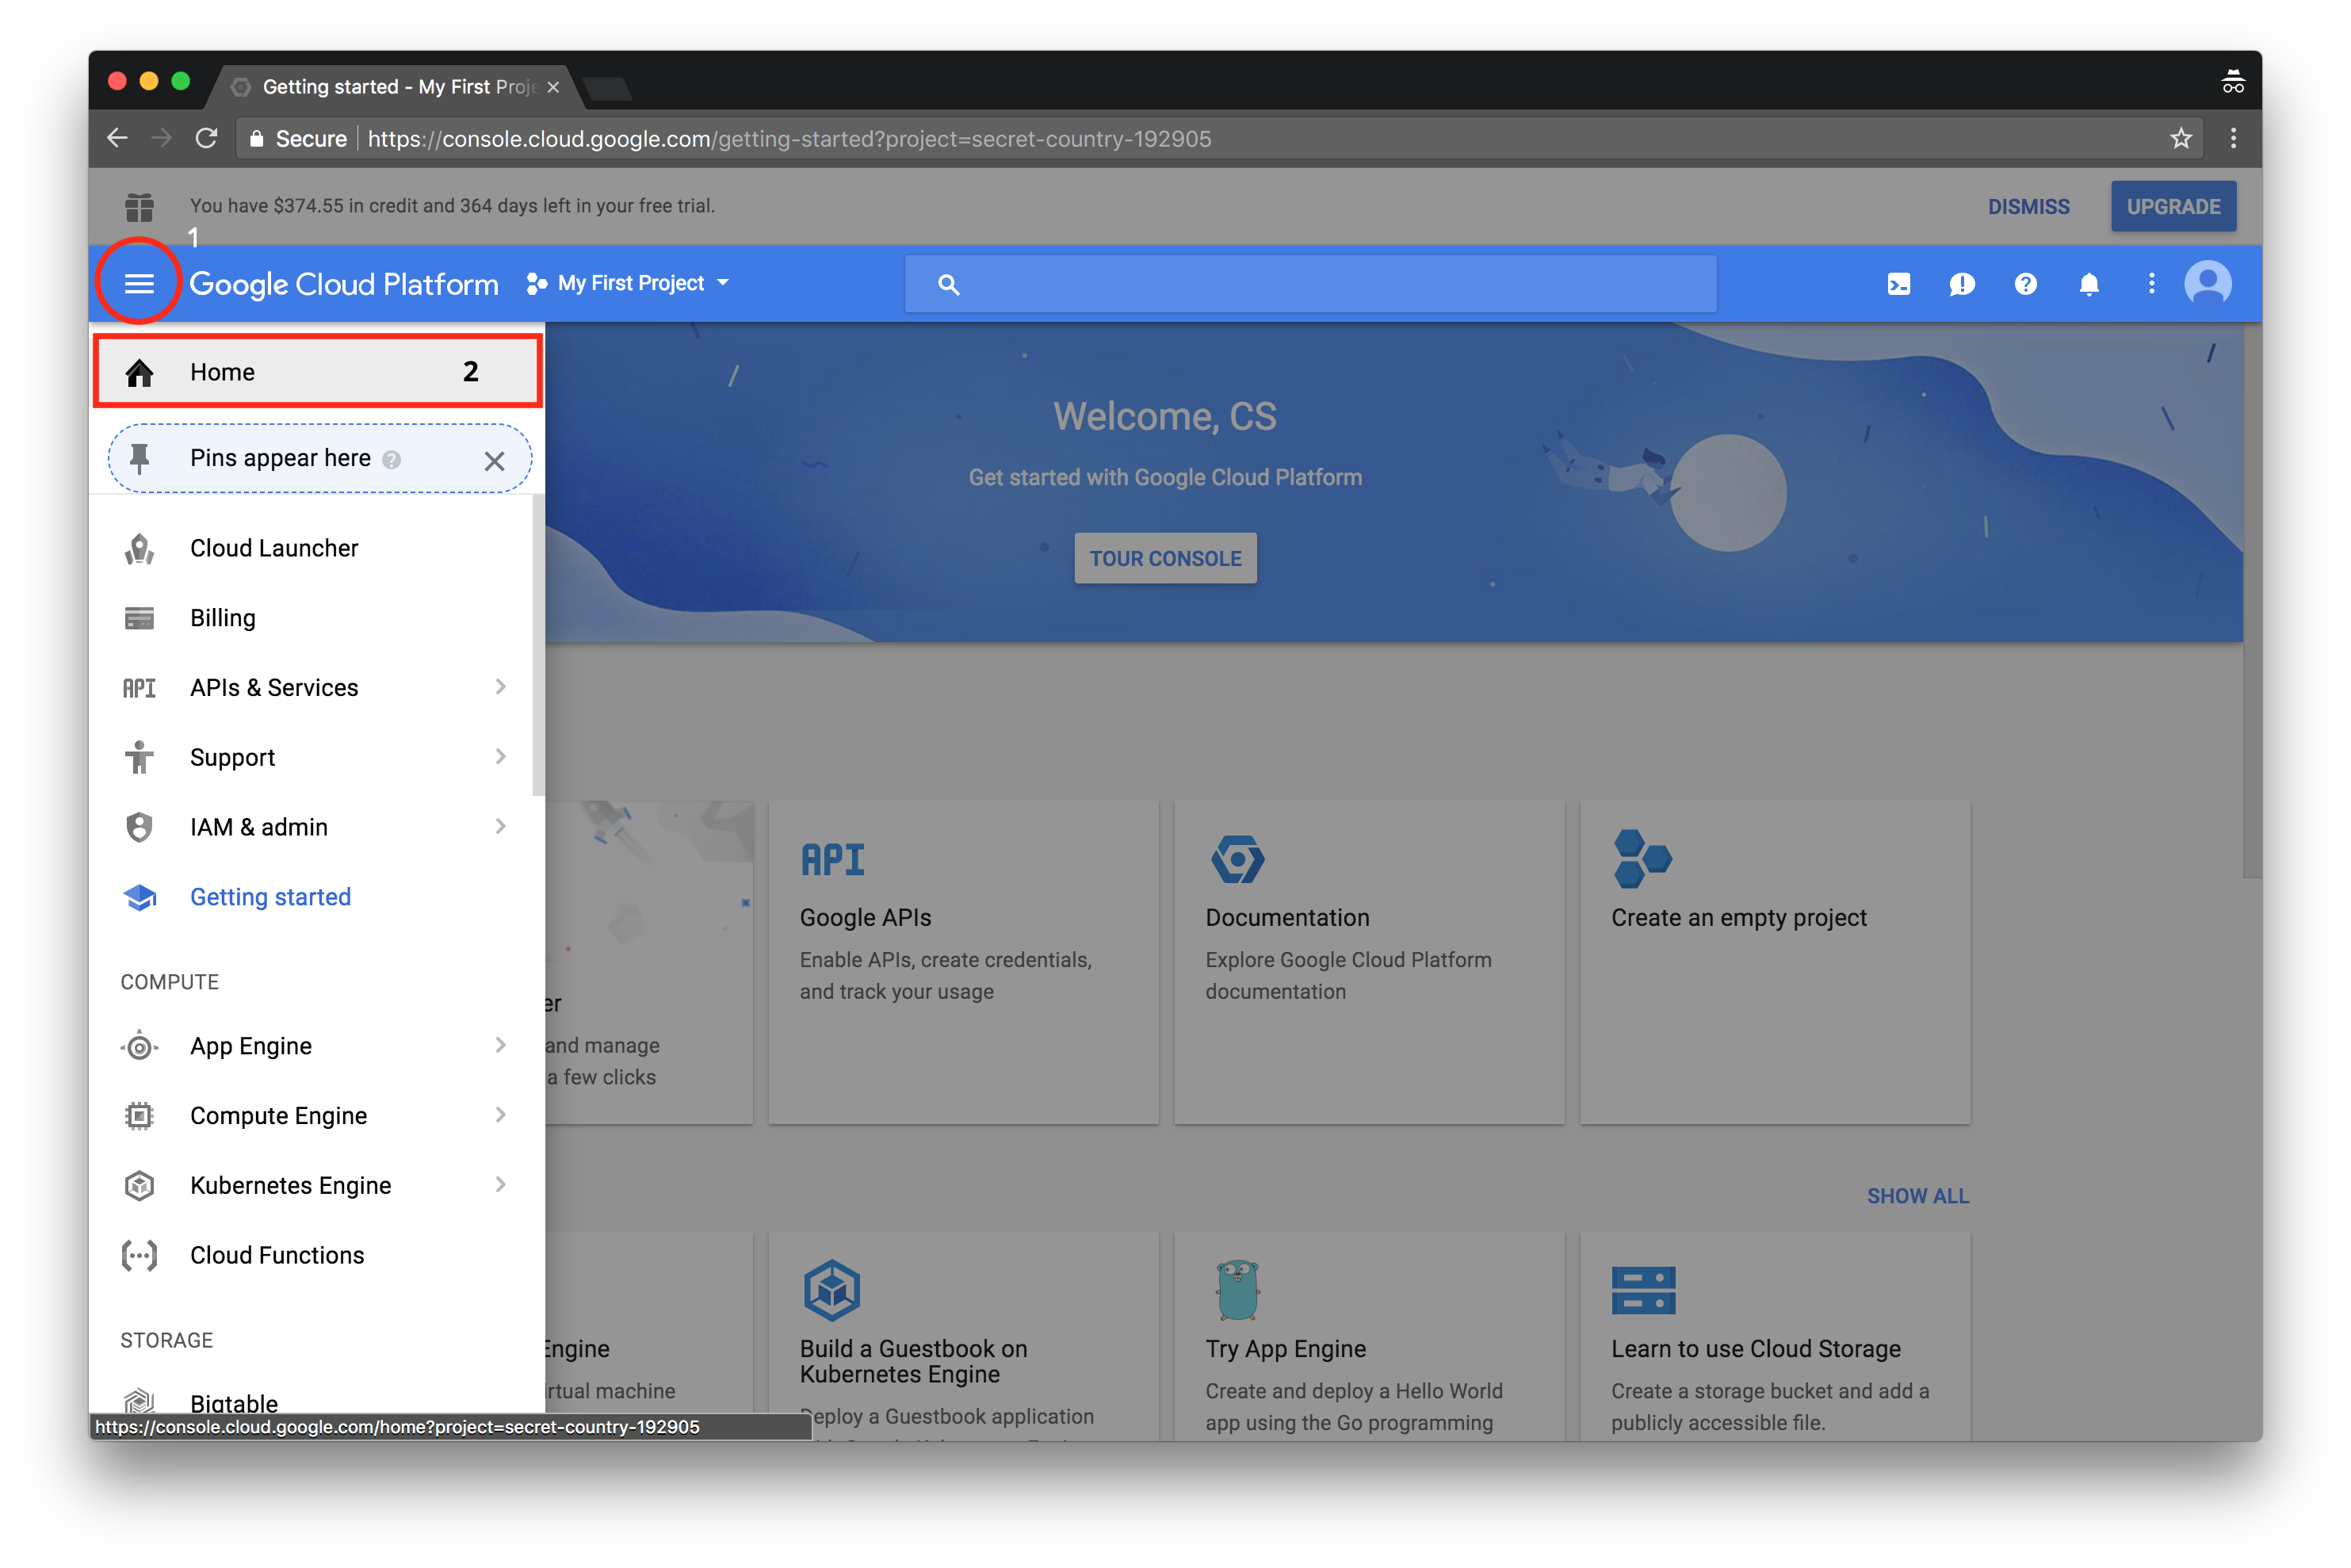 Getting started - My First Proje
Secure https://console.cloud.google.com/getting-started?project=secret-country-192905
You have $374.55 in credit and 364 days left in your free trial.
DISMISS
UPGRADE
1
Google Cloud Platform
My First Project
Home
2
Pins appear here
Cloud Launcher
Billing
API
APIs & Services
Support
IAM & admin
Getting started
COMPUTE
App Engine
Compute Engine
Kubernetes Engine
Cloud Functions
STORAGE
Bigtable
https://console.cloud.google.com/home?project=secret-country-192905
Welcome, CS
Get started with Google Cloud Platform
TOUR CONSOLE
er
and manage
a few clicks
API
Google APIs
Enable APIs, create credentials,
and track your usage
Documentation
Explore Google Cloud Platform
documentation
Create an empty project
SHOW ALL
Engine
irtual machine
Build a Guestbook on
Kubernetes Engine
Deploy a Guestbook application
Try App Engine
Create and deploy a Hello World
app using the Go programming
Learn to use Cloud Storage
Create a storage bucket and add a
publicly accessible file.